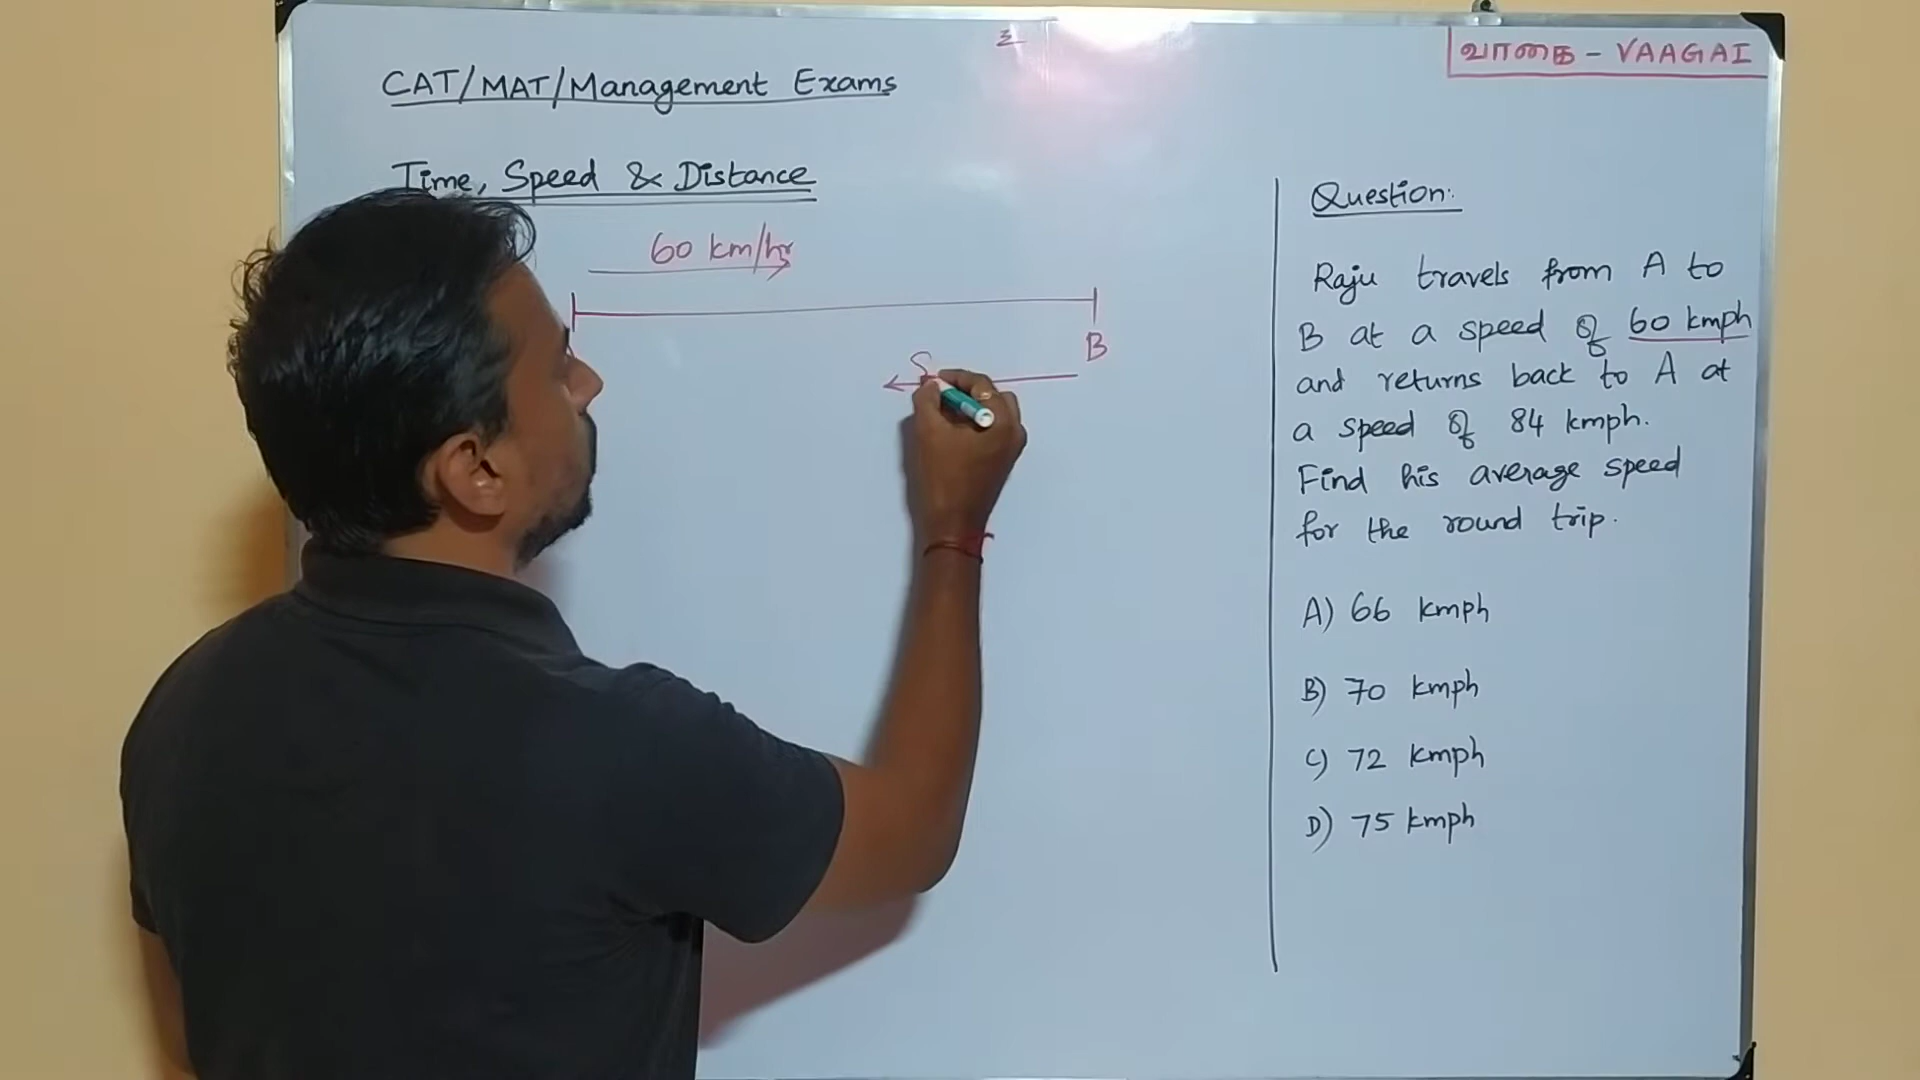 வாகை - VAAGAI
CAT/MAT/Management Exams
Time, Speed & Distance
60 km/hr
B
Question:
Raju travels from A to
B at a speed of 60 kmph
and returns back to A at
a speed of 84 kmph.
Find his average speed
for the round trip.
A) 66 kmph
B) 70 kmph
C) 72 kmph
D) 75 kmph